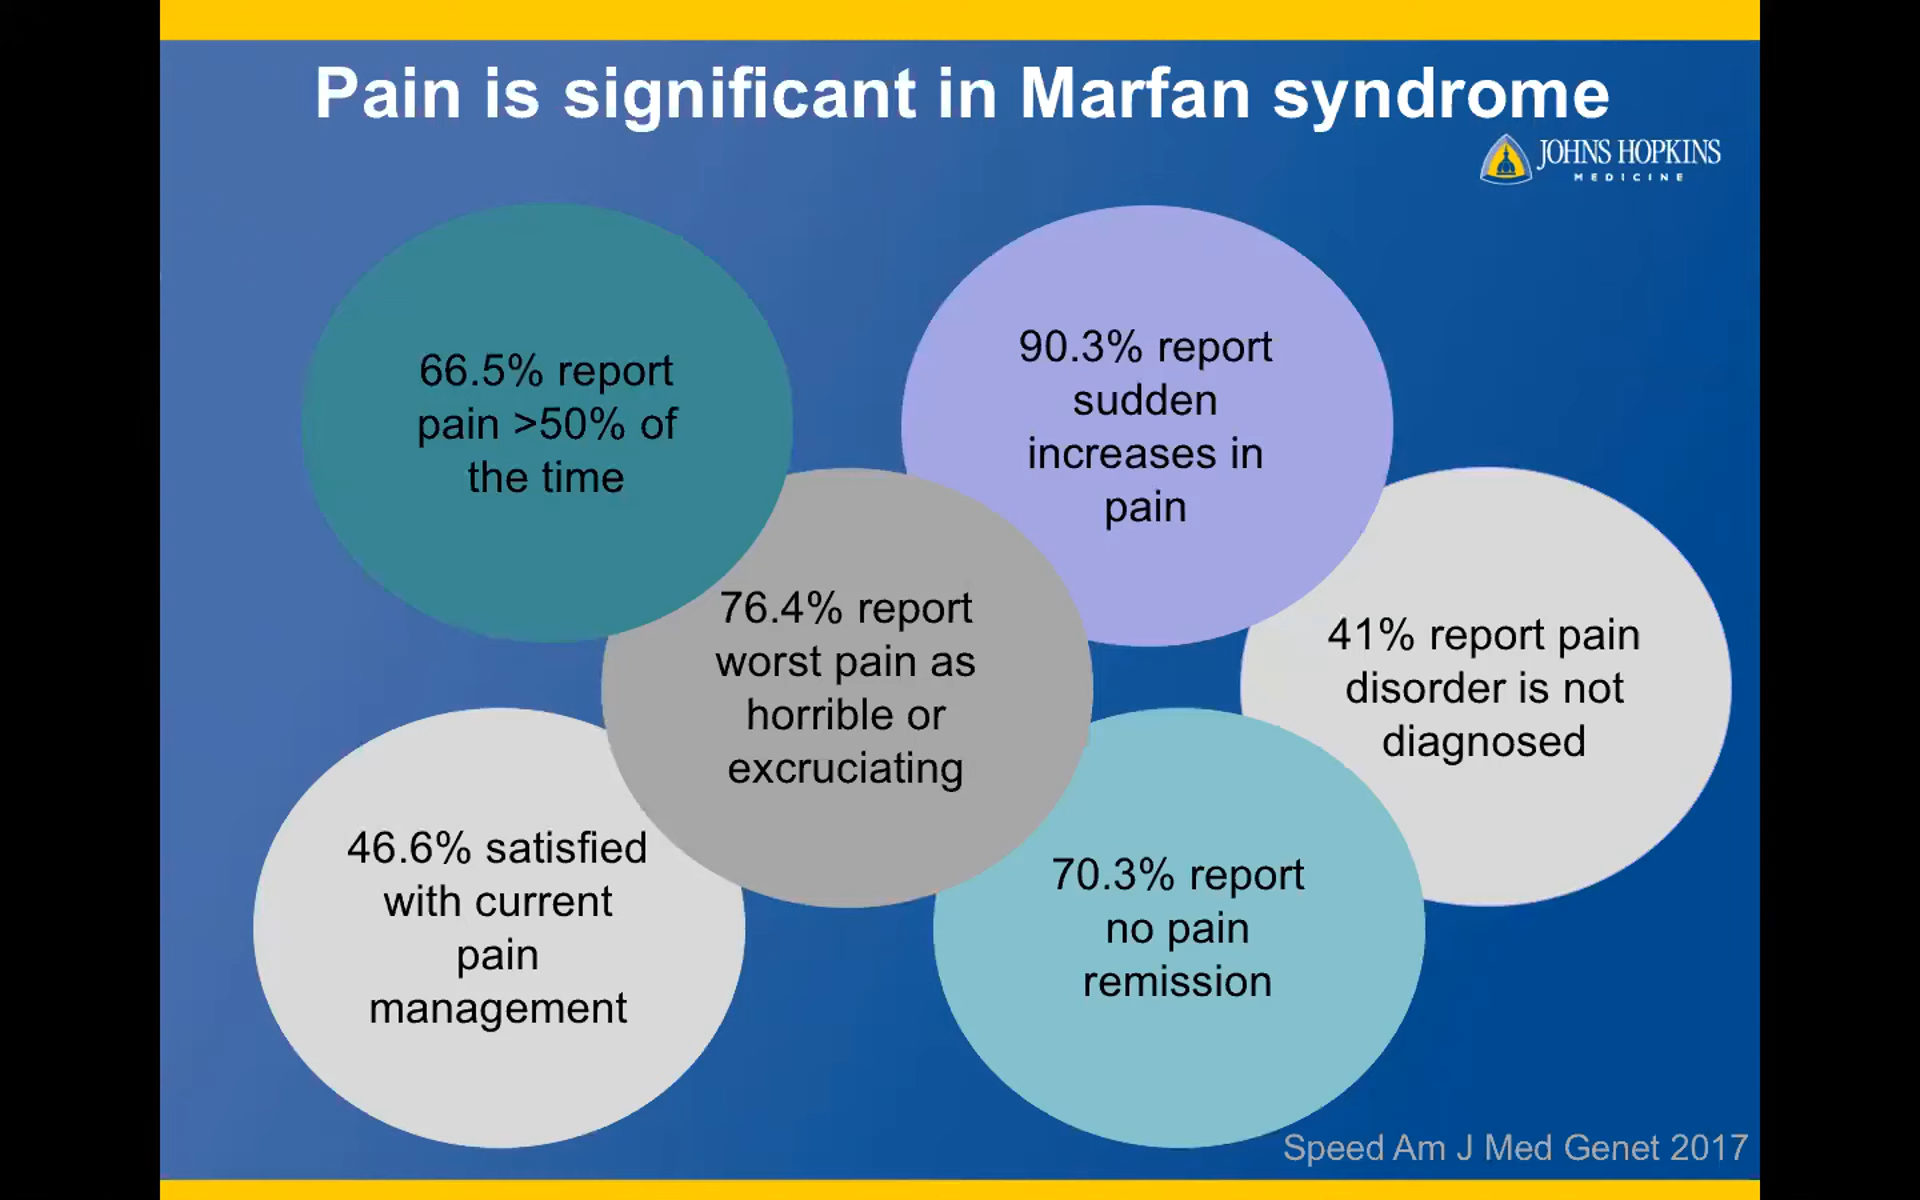 Pain is significant in Marfan syndrome
JOHNS HOPKINS
MEDICINE
66.5% report
pain >50% of
the time
90.3% report
sudden
increases in
pain
76.4% report
worst pain as
horrible or
excruciating
41% report pain
disorder is not
diagnosed
46.6% satisfied
with current
pain
management
70.3% report
no pain
remission
Speed Am J Med Genet 2017